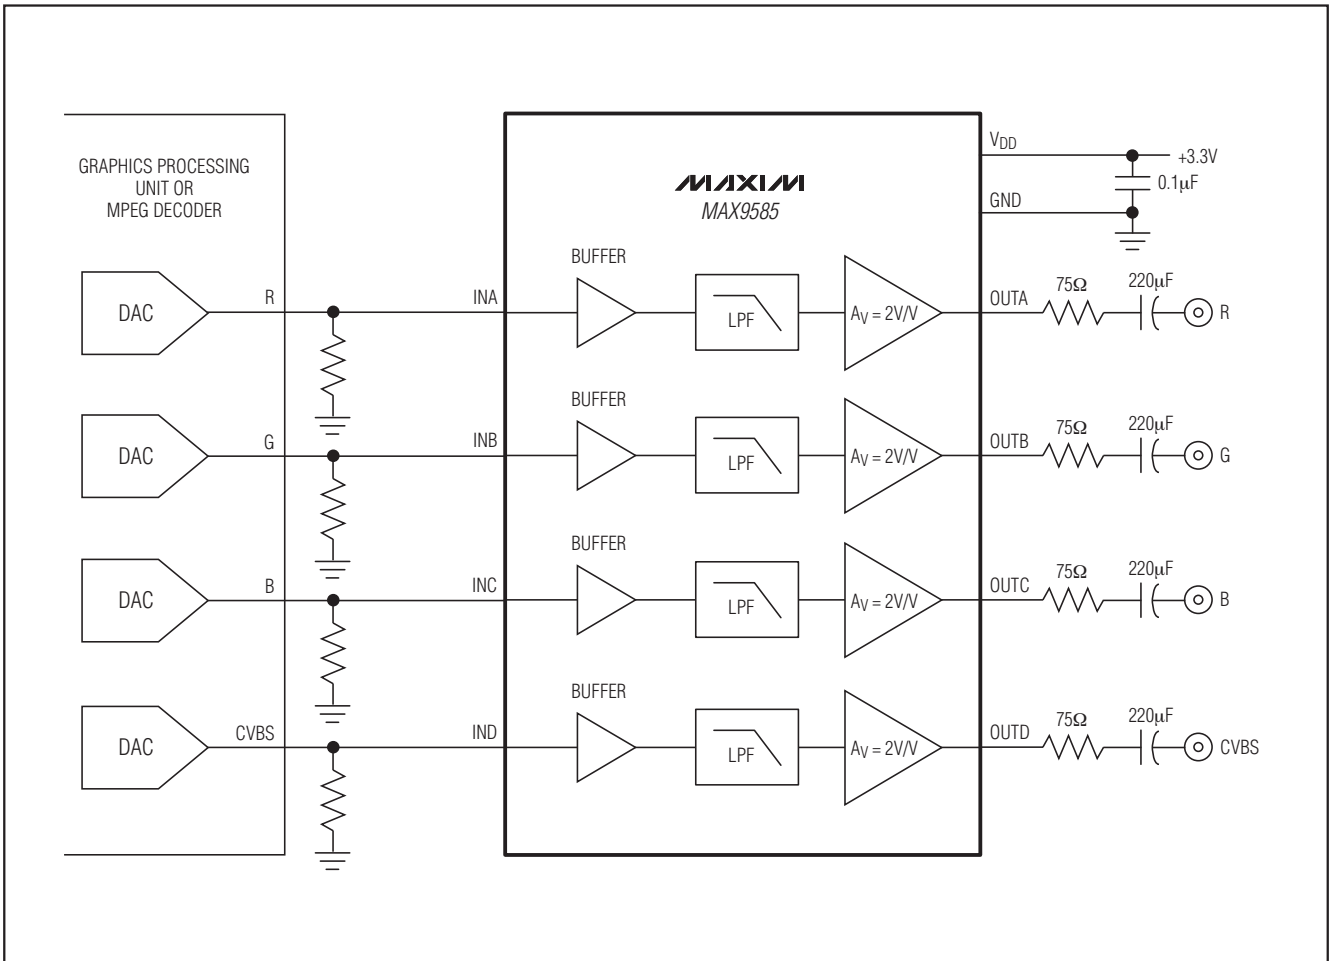 GRAPHICS PROCESSING
UNIT OR
MPEG DECODER
MAXIM
MAX9585
VDD
+3.3V
0.1μF
GND
DAC
R
INA
BUFFER
LPF
AV = 2V/V
OUTA
75Ω
220μF
R
DAC
G
INB
BUFFER
LPF
AV = 2V/V
OUTB
75Ω
220μF
G
DAC
B
INC
BUFFER
LPF
AV = 2V/V
OUTC
75Ω
220μF
B
DAC
CVBS
IND
BUFFER
LPF
AV = 2V/V
OUTD
75Ω
220μF
CVBS